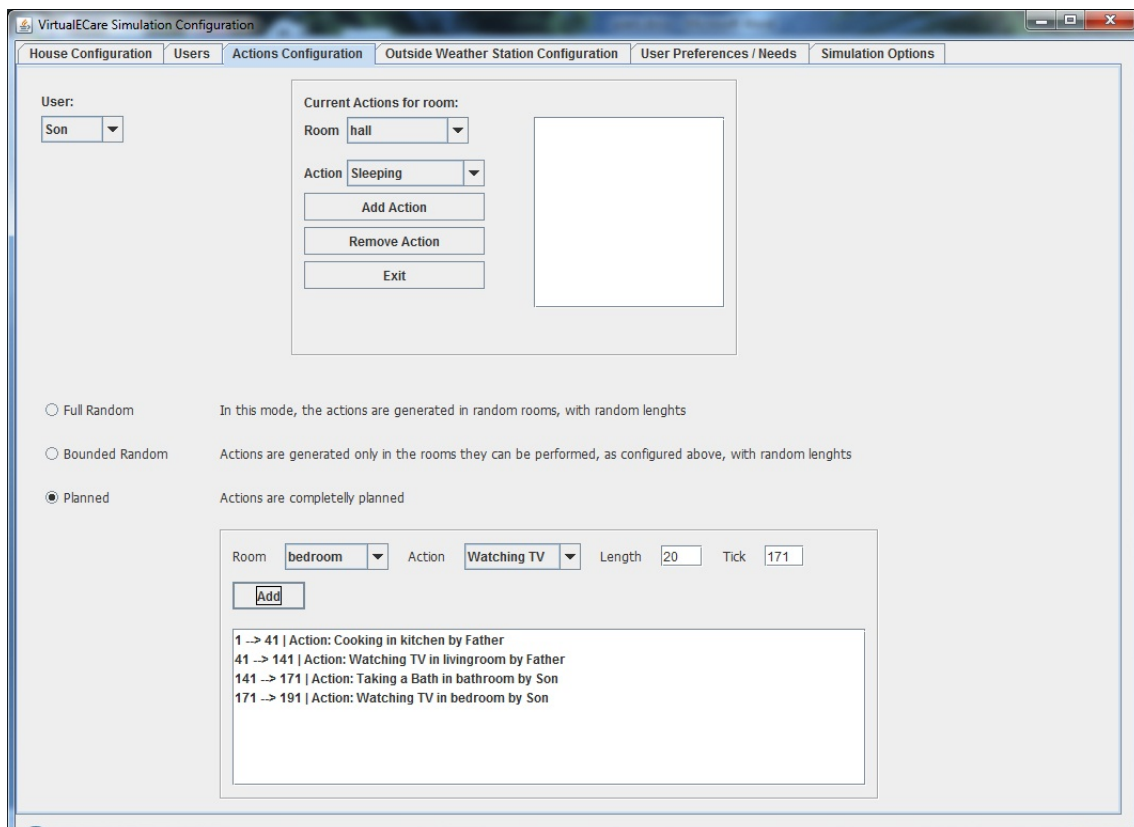 VirtualECare Simulation Configuration
House Configuration Users Actions Configuration Outside Weather Station Configuration User Preferences / Needs Simulation Options
User:
Son
Current Actions for room:
Room hall
Action Sleeping
Add Action
Remove Action
Exit
Full Random In this mode, the actions are generated in random rooms, with random lenghts
Bounded Random Actions are generated only in the rooms they can be performed, as configured above, with random lenghts
Planned Actions are completelly planned
Room bedroom Action Watching TV Length 20 Tick 171
Add
1 --> 41 | Action: Cooking in kitchen by Father
41 --> 141 | Action: Watching TV in livingroom by Father
141 --> 171 | Action: Taking a Bath in bathroom by Son
171 --> 191 | Action: Watching TV in bedroom by Son